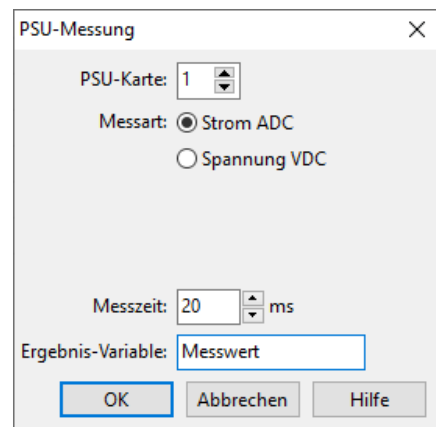 PSU-Messung
PSU-Karte: 1
Messart: Strom ADC
Spannung VDC
Messzeit: 20 ms
Ergebnis-Variable: Messwert
OK Abbrechen Hilfe